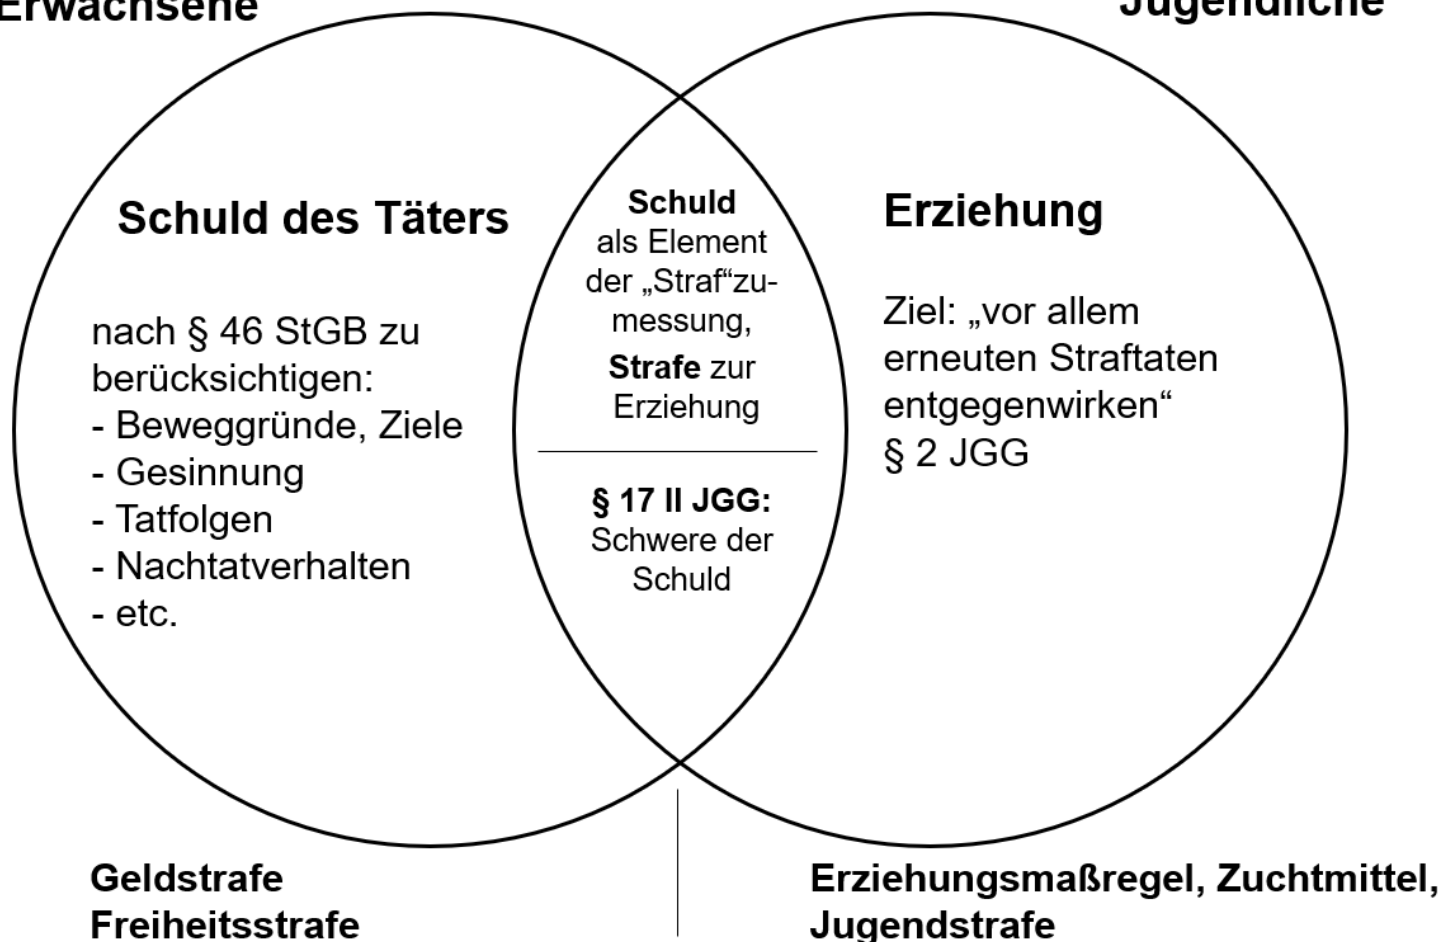 Erwachsene
Jugendliche
Schuld des Täters
nach § 46 StGB zu
berücksichtigen:
- Beweggründe, Ziele
- Gesinnung
- Tatfolgen
- Nachtatverhalten
- etc.
Schuld
als Element
der „Straf“zu-
messung,
Strafe zur
Erziehung
§ 17 II JGG:
Schwere der
Schuld
Erziehung
Ziel: „vor allem
erneuten Straftaten
entgegenwirken“
§ 2 JGG
Geldstrafe
Freiheitsstrafe
Erziehungsmaßregel, Zuchtmittel,
Jugendstrafe